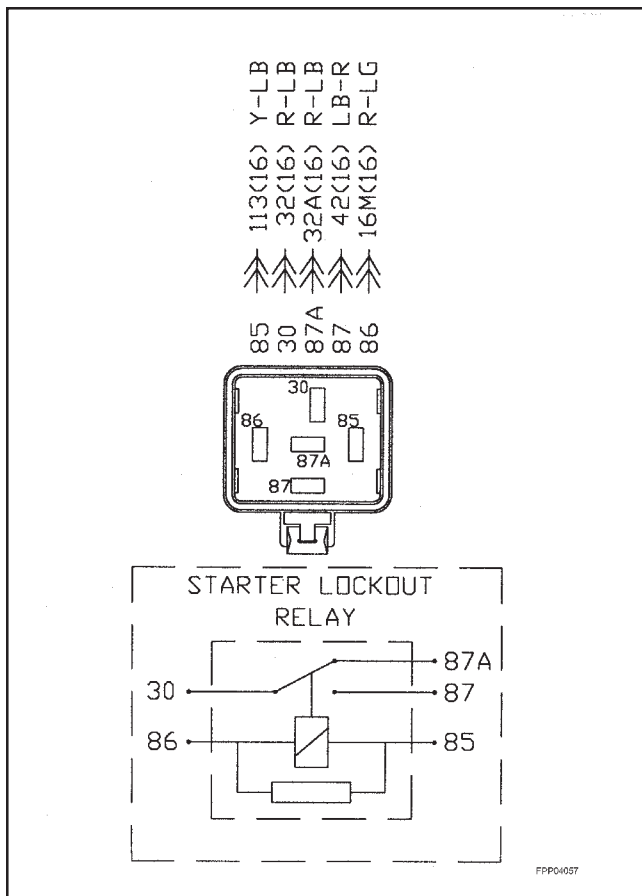 113(16) Y-LB
32(16) R-LB
32A(16) R-LB
42(16) LB-R
16M(16) R-LG
85
30
87A
87
86
30
86
85
87A
87
STARTER LOCKOUT
RELAY
87A
30
87
86
85
FPP04057